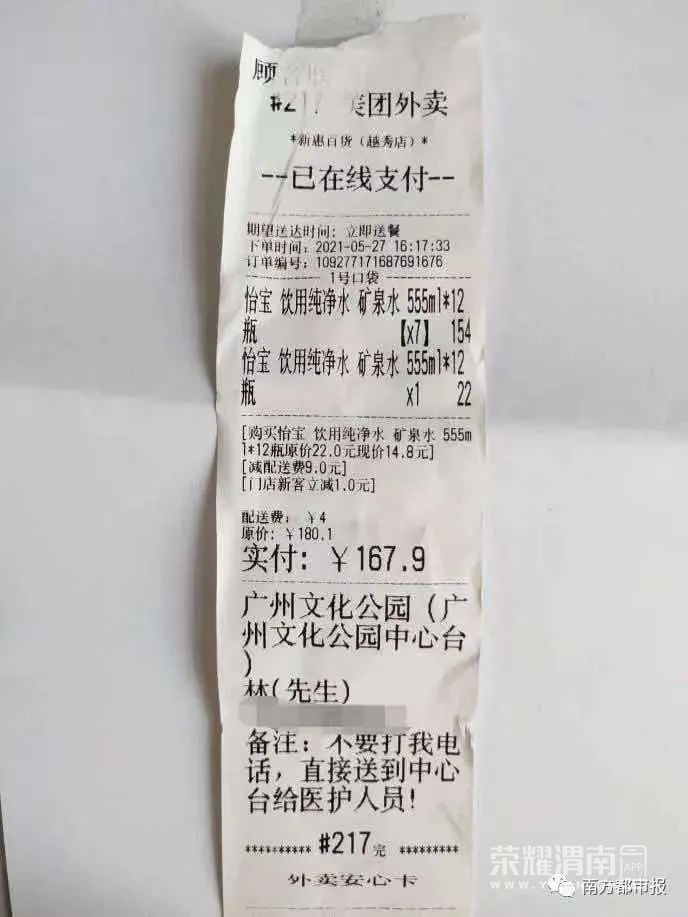 顾客联
#217 美团外卖
*新惠百货（越秀店）*
--已在线支付--
期望送达时间: 立即送餐
下单时间: 2021-05-27 16:17:33
订单编号: 109277171687691676
1号口袋
怡宝 饮用纯净水 矿泉水 555ml*12
瓶 【x7】 154
怡宝 饮用纯净水 矿泉水 555ml*12
瓶 x1 22
[购买怡宝 饮用纯净水 矿泉水 555m
l*12瓶原价22.0元现价14.8元]
[减配送费9.0元]
[门店新客立减1.0元]
配送费: ￥4
原价: ￥180.1
实付: ￥167.9
广州文化公园（广
州文化公园中心台
）
林(先生)
备注: 不要打我电
话, 直接送到中心
台给医护人员!
********** #217完 *********
外卖安心卡
荣耀渭南 APP
南方都市报